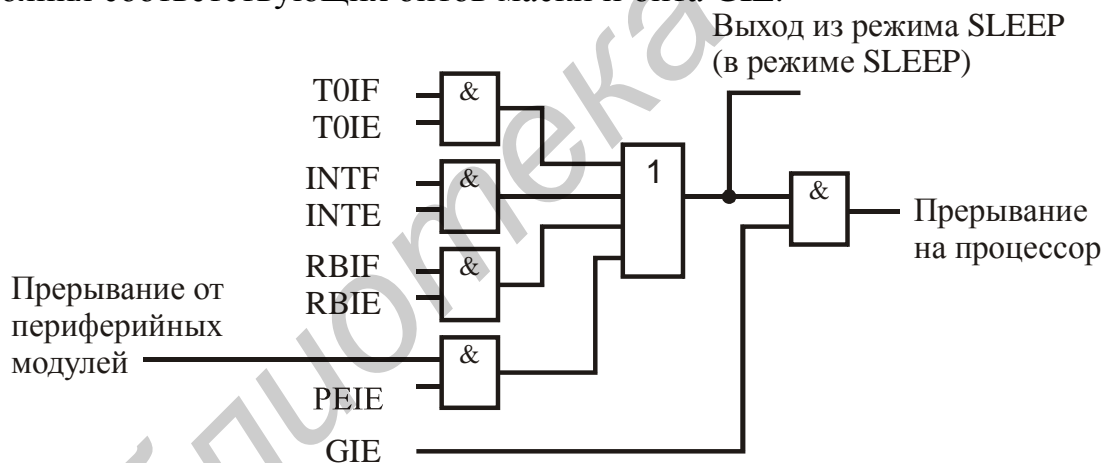 Выход из режима SLEEP
(в режиме SLEEP)
T0IF
&
T0IE
INTF
&
INTE
1
&
Прерывание
на процессор
RBIF
&
RBIE
Прерывание от
периферийных
модулей
&
PEIE
GIE